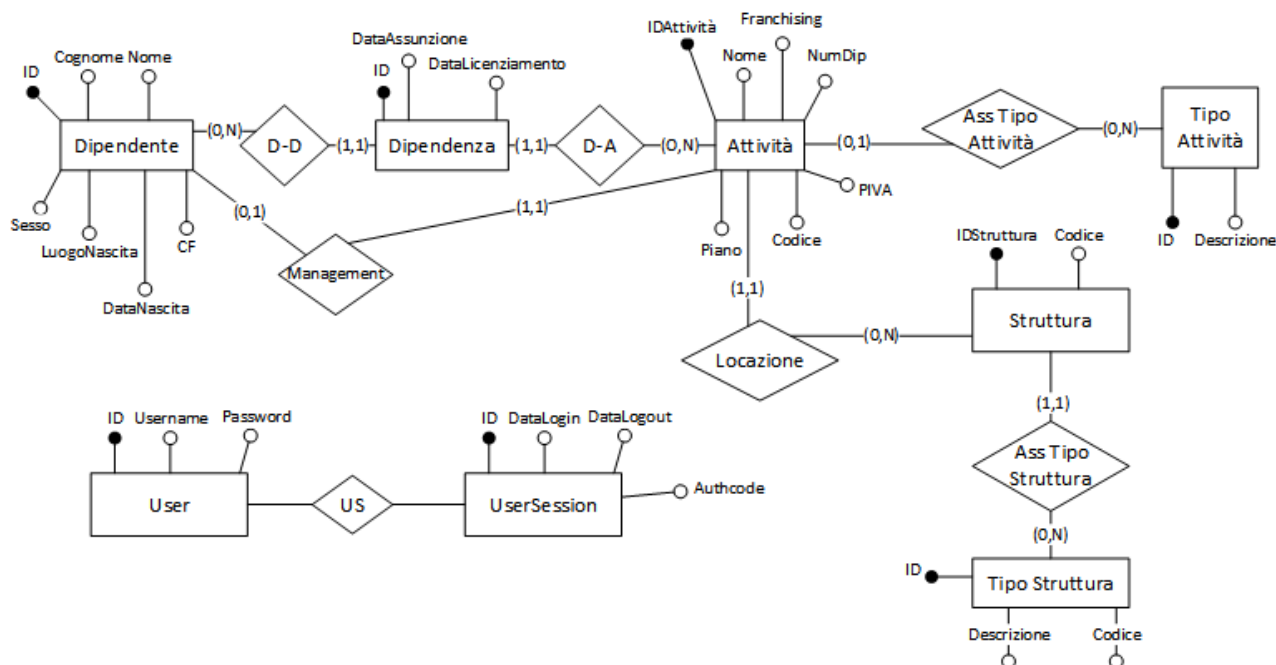 Franchising
IDAttività
DataAssunzione
Cognome Nome
Nome
NumDip
DataLicenziamento
ID
ID
Ass Tipo
Attività
Tipo
Attività
(0,N)
(0,N)
Dipendente
D-D
(1,1)
Dipendenza
(1,1)
D-A
(0,N)
Attività
(0,1)
PIVA
(0,1)
(1,1)
Sesso
LuogoNascita
CF
Piano
Codice
IDStruttura
Codice
ID
Descrizione
Management
DataNascita
(1,1)
Struttura
(0,N)
Locazione
ID
Username
Password
ID
DataLogin
DataLogout
(1,1)
Ass Tipo
Struttura
Authcode
User
US
UserSession
(0,N)
ID
Tipo Struttura
Descrizione
Codice